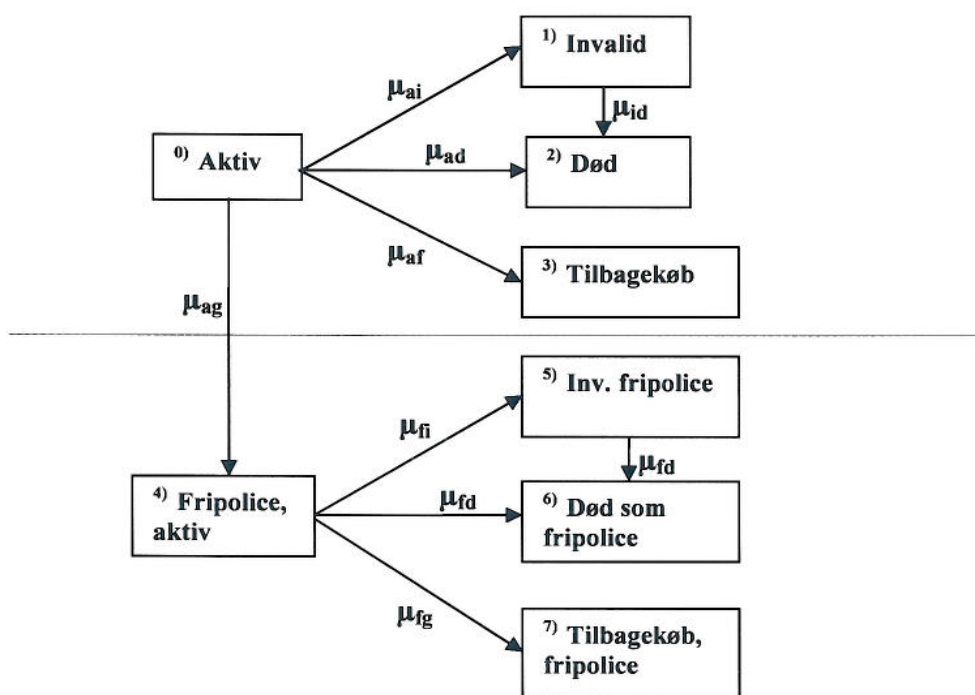 1) Invalid
μai
μid
0) Aktiv
μad
2) Død
μaf
3) Tilbagekøb
μag
5) Inv. fripolice
μfi
μfd
4) Fripolice,
aktiv
μfd
6) Død som
fripolice
μfg
7) Tilbagekøb,
fripolice